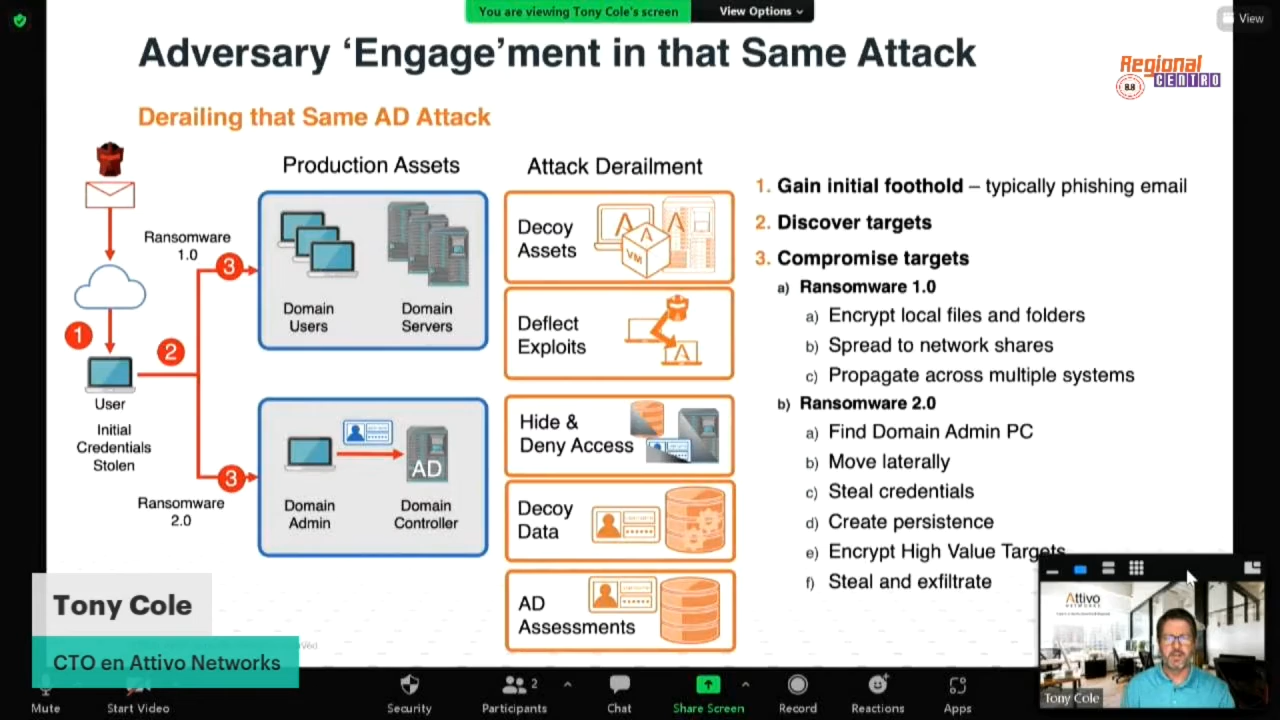 You are viewing Tony Cole's screen
View Options
View
Adversary ‘Engage’ment in that Same Attack
Regional
CENTRO
8.8
Derailing that Same AD Attack
Production Assets
Attack Derailment
Ransomware
1.0
3
Domain
Users
Domain
Servers
1
2
User
Initial
Credentials
Stolen
3
Ransomware
2.0
AD
Domain
Admin
Domain
Controller
Decoy
Assets
A
A
A
VM
Deflect
Exploits
A
Hide &
Deny Access
Decoy
Data
AD
Assessments
1. Gain initial foothold – typically phishing email
2. Discover targets
3. Compromise targets
a) Ransomware 1.0
a) Encrypt local files and folders
b) Spread to network shares
c) Propagate across multiple systems
b) Ransomware 2.0
a) Find Domain Admin PC
b) Move laterally
c) Steal credentials
d) Create persistence
e) Encrypt High Value Targets
f) Steal and exfiltrate
Tony Cole
CTO en Attivo Networks
Attivo
NETWORKS
Tony Cole
Mute
Start Video
Security
Participants
2
Chat
Share Screen
Record
Reactions
Apps